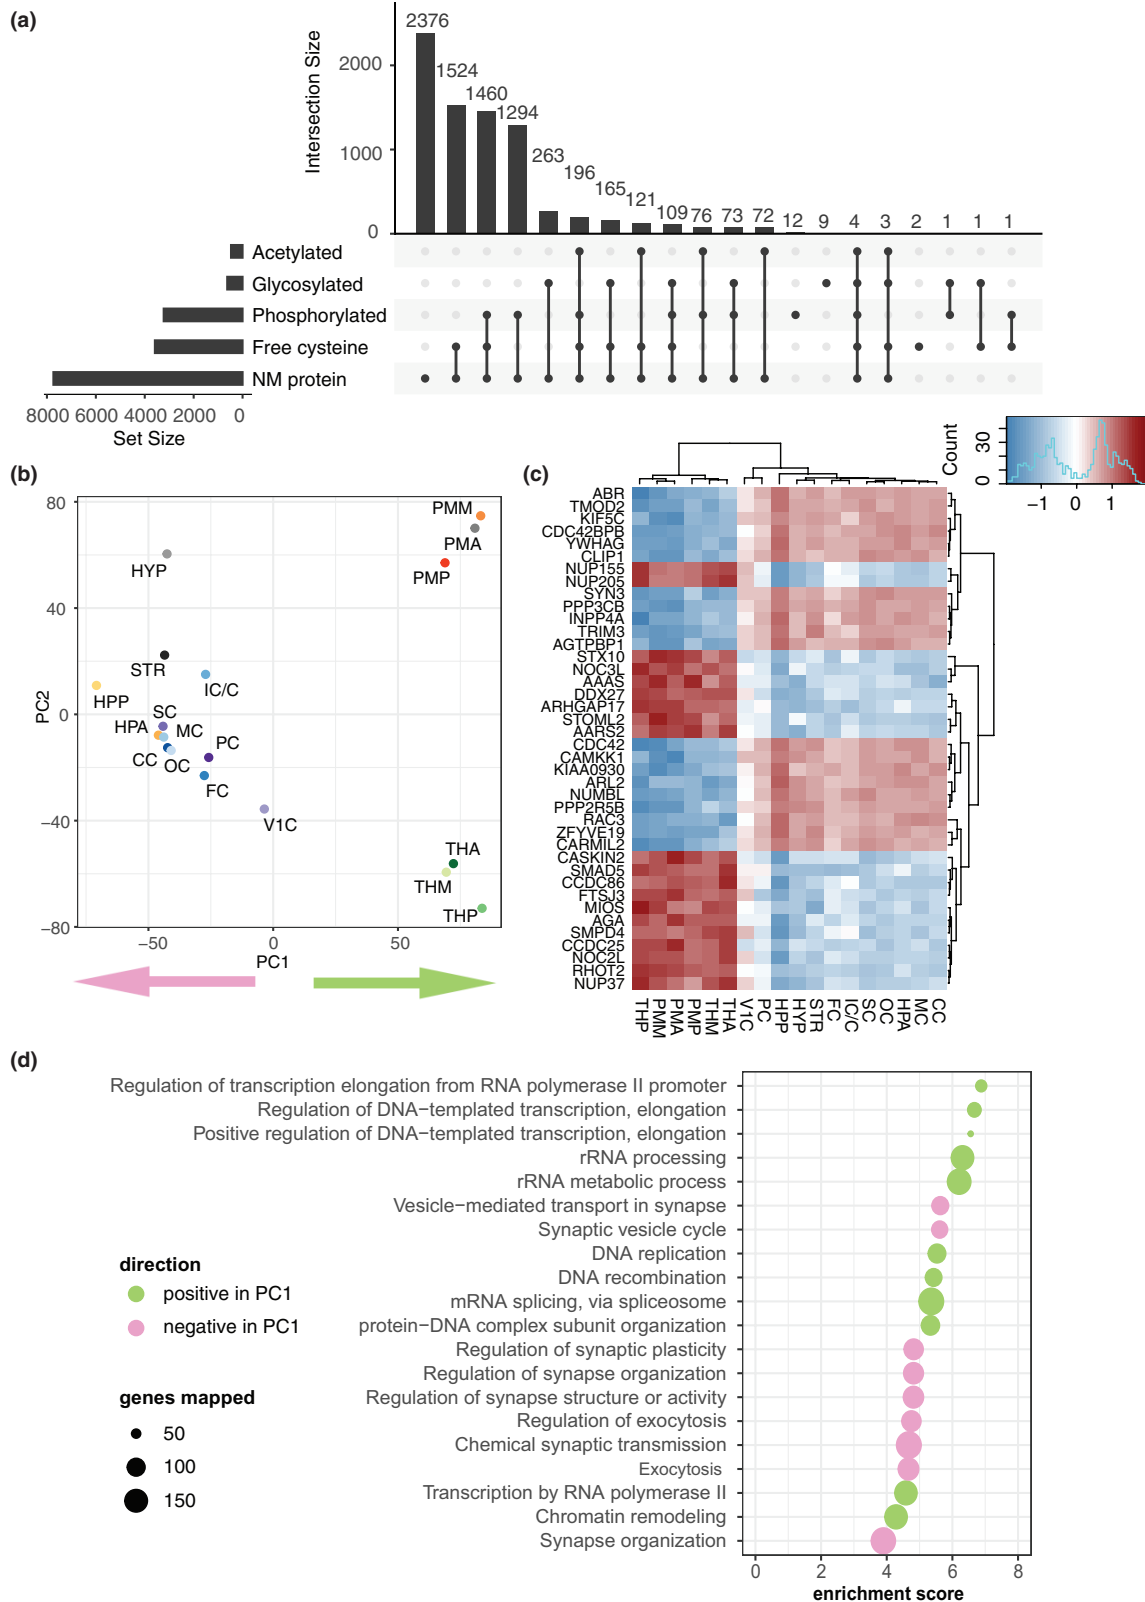 (a)
Intersection Size
2000
1000
0
2376
1524
1460
1294
263
196
165
121
109
76
73
72
12
9
4
3
2
1
1
1
Acetylated
Glycosylated
Phosphorylated
Free cysteine
NM protein
8000 6000 4000 2000 0
Set Size
(b)
80
40
0
−40
−80
PC2
PMM
PMA
PMP
HYP
STR
IC/C
HPP
SC
HPA
MC
CC
OC
PC
FC
V1C
THA
THM
THP
−50
0
50
PC1
(c)
Count
0
30
−1
0
1
ABR
TMOD2
KIF5C
CDC42BPB
YWHAG
CLIP1
NUP155
NUP205
SYN3
PPP3CB
INPP4A
TRIM3
AGTPBP1
STX10
NOC3L
AAAS
DDX27
ARHGAP17
STOML2
AARS2
CDC42
CAMKK1
KIAA0930
ARL2
NUMBL
PPP2R5B
RAC3
ZFYVE19
CARMIL2
CASKIN2
SMAD5
CCDC86
FTSJ3
MIOS
AGA
SMPD4
CCDC25
NOC2L
RHOT2
NUP37
THP
PMM
PMA
PMP
THM
THA
V1C
PC
HPP
HYP
STR
FC
IC/C
SC
OC
HPA
MC
CC
(d)
Regulation of transcription elongation from RNA polymerase II promoter
Regulation of DNA−templated transcription, elongation
Positive regulation of DNA−templated transcription, elongation
rRNA processing
rRNA metabolic process
Vesicle−mediated transport in synapse
Synaptic vesicle cycle
DNA replication
DNA recombination
mRNA splicing, via spliceosome
protein−DNA complex subunit organization
Regulation of synaptic plasticity
Regulation of synapse organization
Regulation of synapse structure or activity
Regulation of exocytosis
Chemical synaptic transmission
Exocytosis
Transcription by RNA polymerase II
Chromatin remodeling
Synapse organization
direction
positive in PC1
negative in PC1
genes mapped
50
100
150
0
2
4
6
8
enrichment score